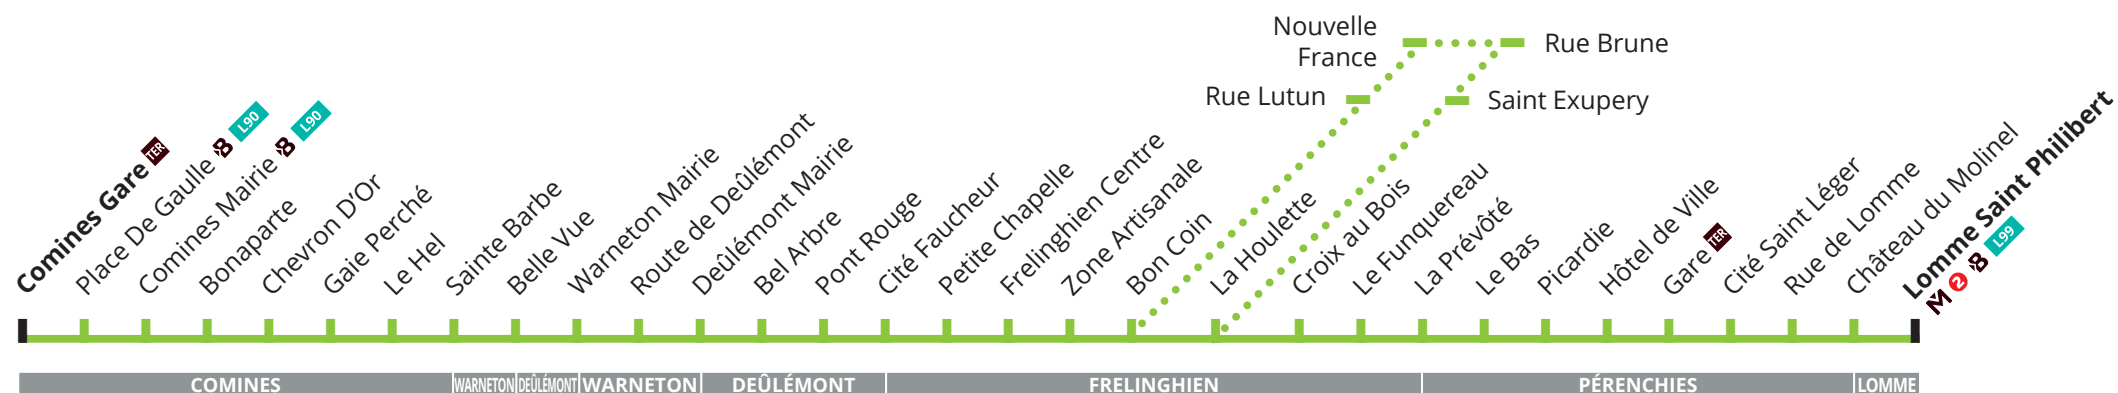 Nouvelle
France
Rue Brune
Rue Lutun
Saint Exupery
Comines Gare TER
Place De Gaulle B L90
Comines Mairie B L90
Bonaparte
Chevron D'Or
Gaie Perché
Le Hel
Sainte Barbe
Belle Vue
Warneton Mairie
Route de Deûlémont
Deûlémont Mairie
Bel Arbre
Pont Rouge
Cité Faucheur
Petite Chapelle
Frelinghien Centre
Zone Artisanale
Bon Coin
La Houlette
Croix au Bois
Le Funquereau
La Prévôté
Le Bas
Picardie
Hôtel de Ville
Gare TER
Cité Saint Léger
Rue de Lomme
Château du Molinel
Lomme Saint Philibert
M 2 B L99
COMINES WARNETON DEÛLÉMONT WARNETON DEÛLÉMONT FRELINGHIEN PÉRENCHIES LOMME